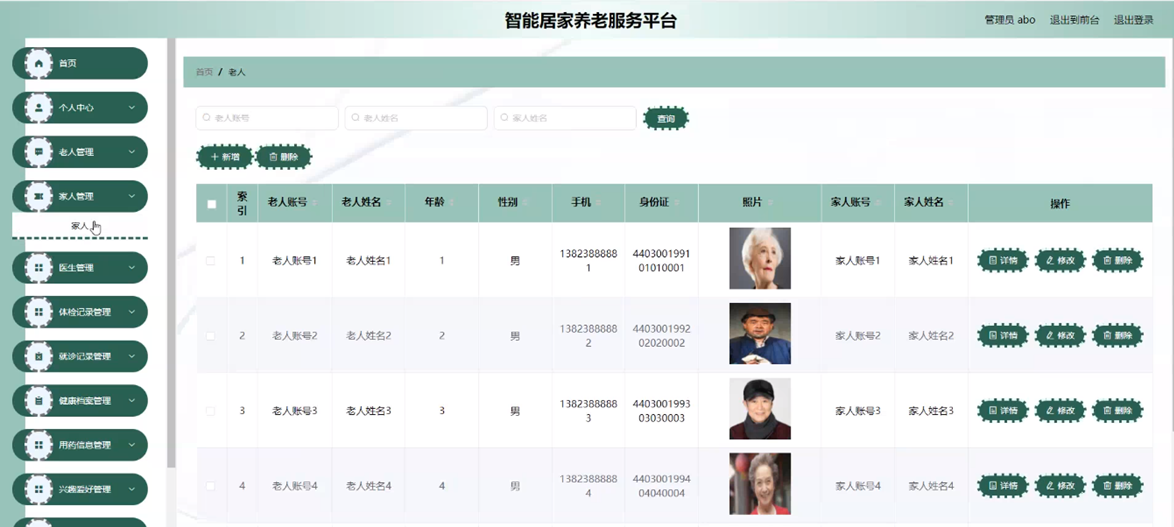 智能居家养老服务平台
管理员 abo 退出到前台 退出登录
首页
个人中心
老人管理
家人管理
家人
医生管理
体检记录管理
就诊记录管理
健康档案管理
用药信息管理
兴趣爱好管理
首页 / 老人
老人账号 老人姓名 家人姓名 查询
新增 删除
索引 老人账号 老人姓名 年龄 性别 手机 身份证 照片 家人账号 家人姓名 操作
1 老人账号1 老人姓名1 1 男 13823888881 440300199101010001 家人账号1 家人姓名1 详情 修改 删除
2 老人账号2 老人姓名2 2 男 13823888882 440300199202020002 家人账号2 家人姓名2 详情 修改 删除
3 老人账号3 老人姓名3 3 男 13823888883 440300199303030003 家人账号3 家人姓名3 详情 修改 删除
4 老人账号4 老人姓名4 4 男 13823888884 440300199404040004 家人账号4 家人姓名4 详情 修改 删除